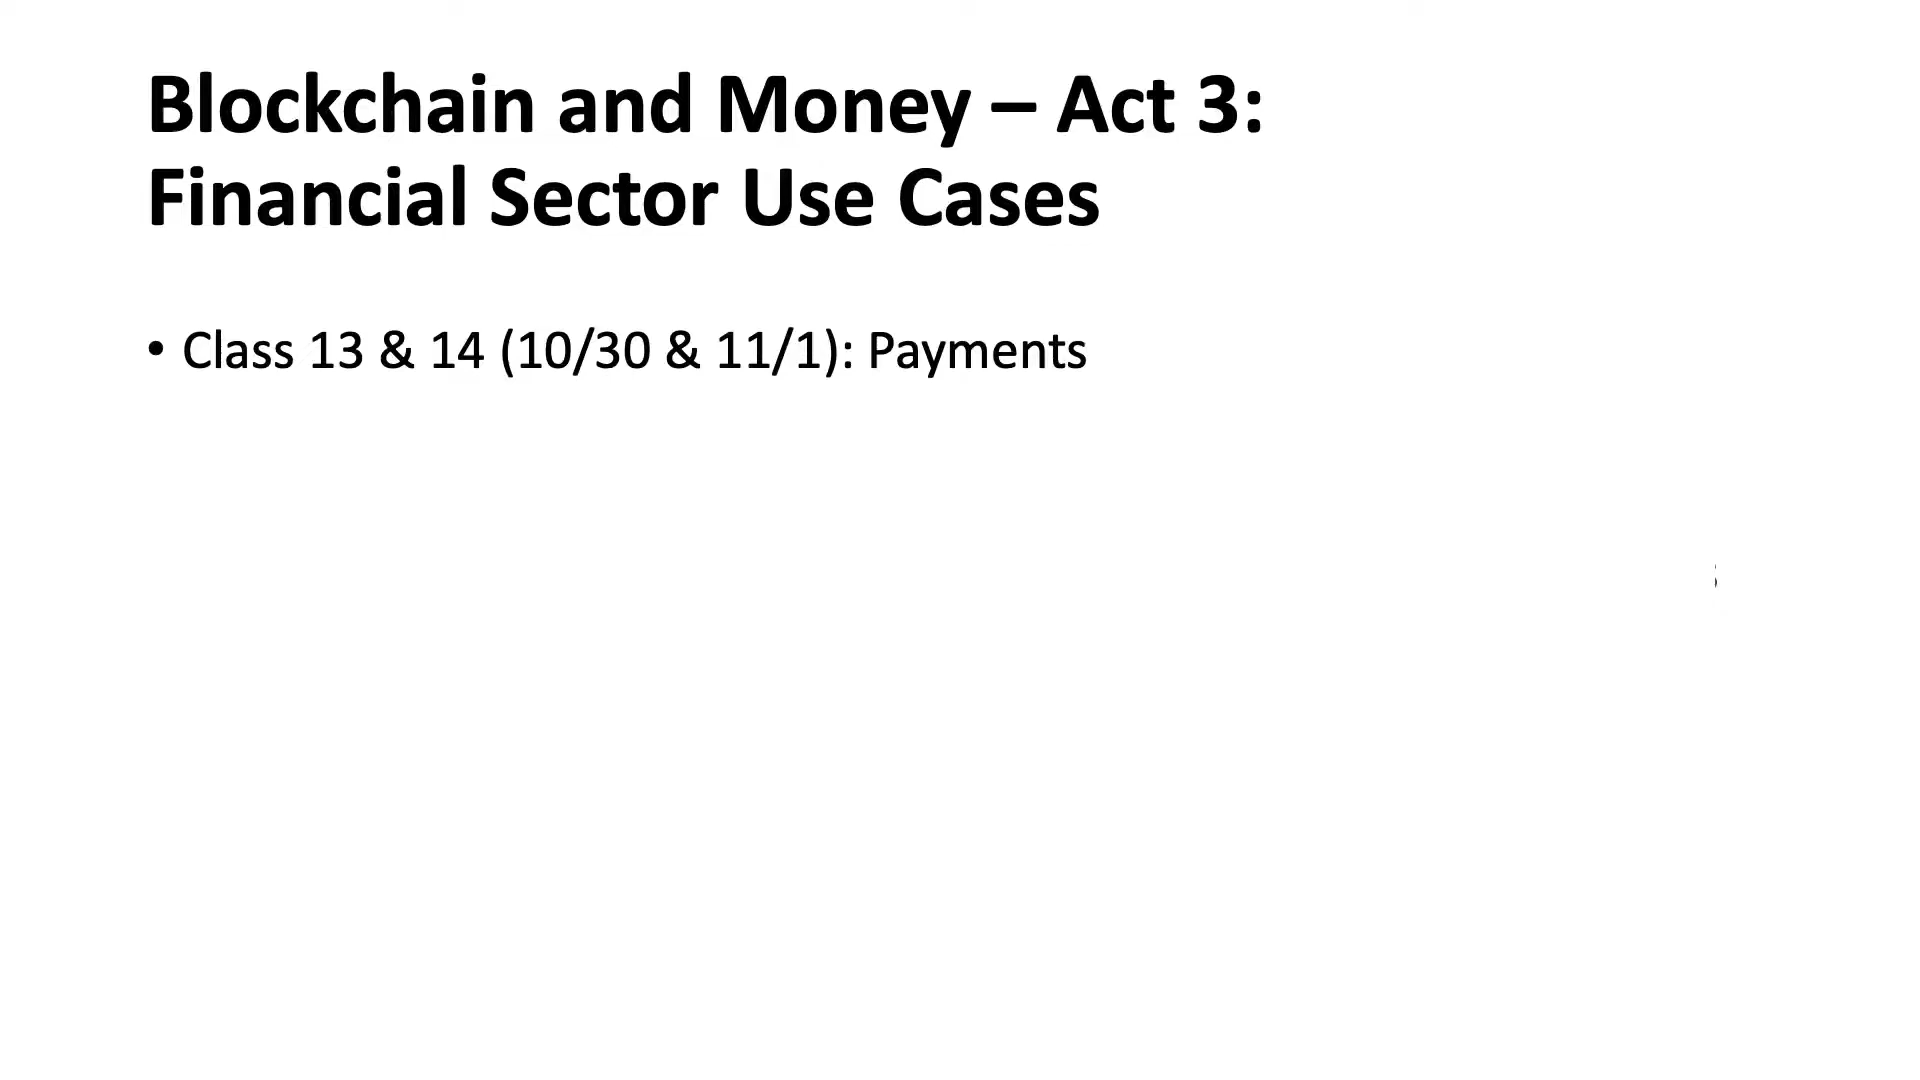 Blockchain and Money – Act 3:
Financial Sector Use Cases
• Class 13 & 14 (10/30 & 11/1): Payments